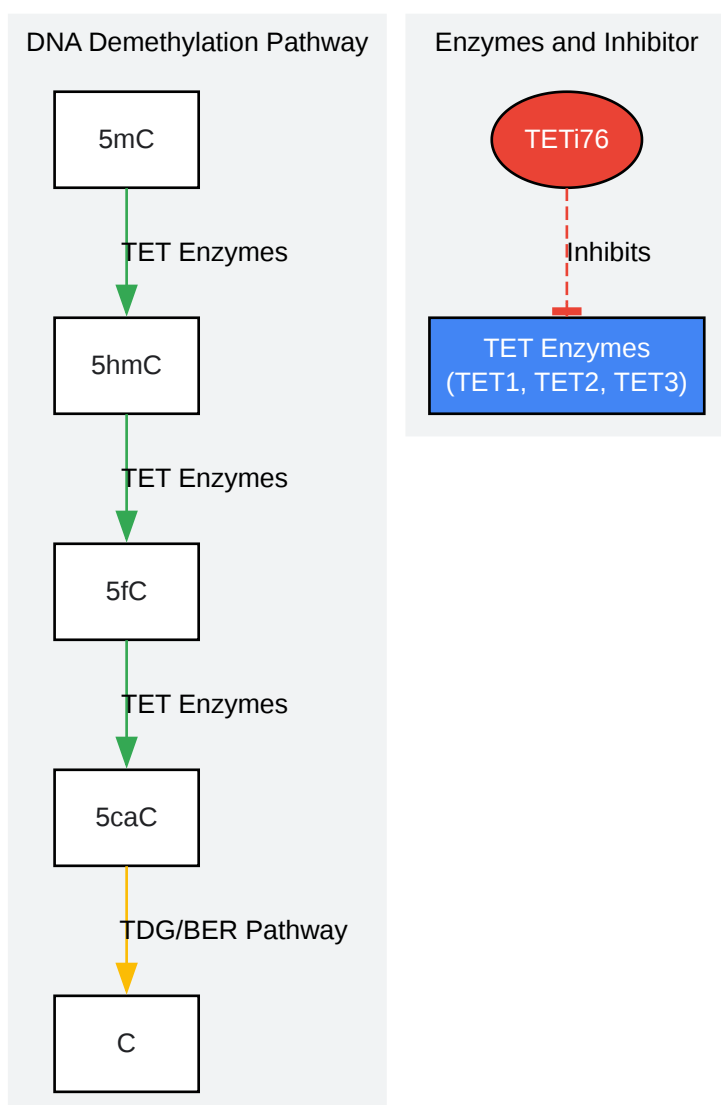 DNA Demethylation Pathway
5mC
TET Enzymes
5hmC
TET Enzymes
5fC
TET Enzymes
5caC
TDG/BER Pathway
C
Enzymes and Inhibitor
TETi76
Inhibits
TET Enzymes
(TET1, TET2, TET3)